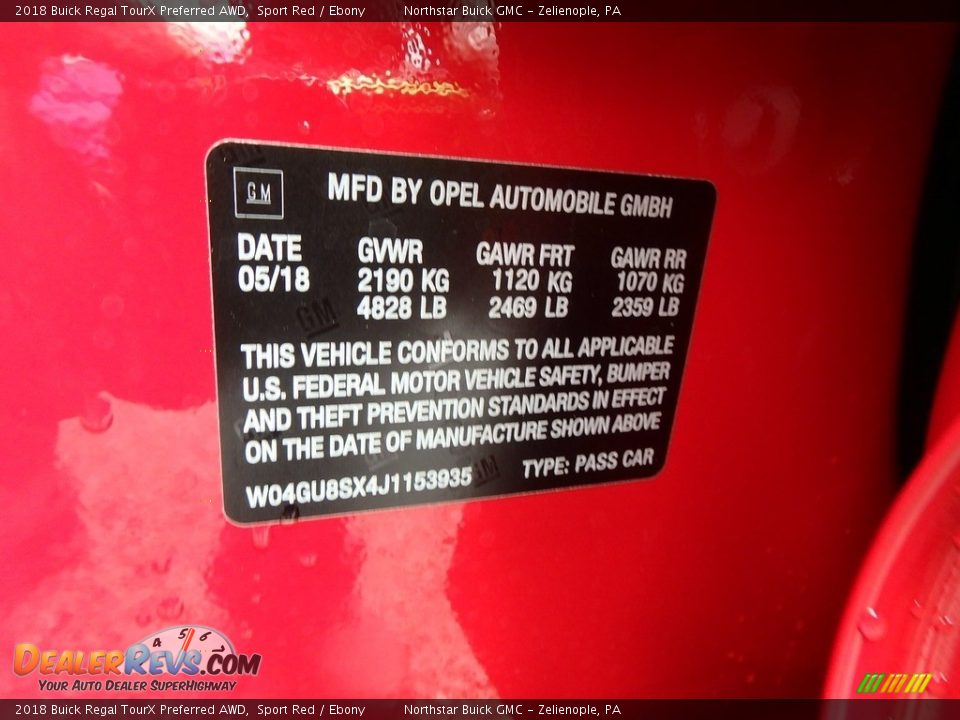 2018 Buick Regal TourX Preferred AWD, Sport Red / Ebony Northstar Buick GMC - Zelienople, PA
GM MFD BY OPEL AUTOMOBILE GMBH
DATE GVWR GAWR FRT GAWR RR
05/18 2190 KG 1120 KG 1070 KG
4828 LB 2469 LB 2359 LB
THIS VEHICLE CONFORMS TO ALL APPLICABLE
U.S. FEDERAL MOTOR VEHICLE SAFETY, BUMPER
AND THEFT PREVENTION STANDARDS IN EFFECT
ON THE DATE OF MANUFACTURE SHOWN ABOVE
W04GU8SX4J1153935 TYPE: PASS CAR
4 5 6
DEALERREVS.COM
YOUR AUTO DEALER SUPERHIGHWAY
2018 Buick Regal TourX Preferred AWD, Sport Red / Ebony Northstar Buick GMC - Zelienople, PA